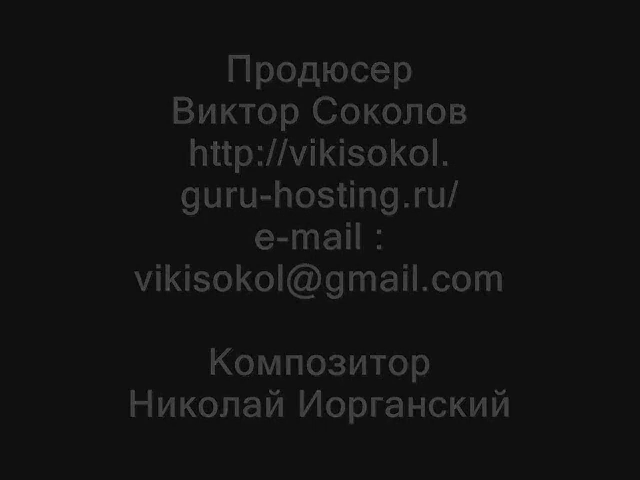 Продюсер
Виктор Соколов
http://vikisokol.
guru-hosting.ru/
e-mail :
vikisokol@gmail.com
Композитор
Николай Иорганский